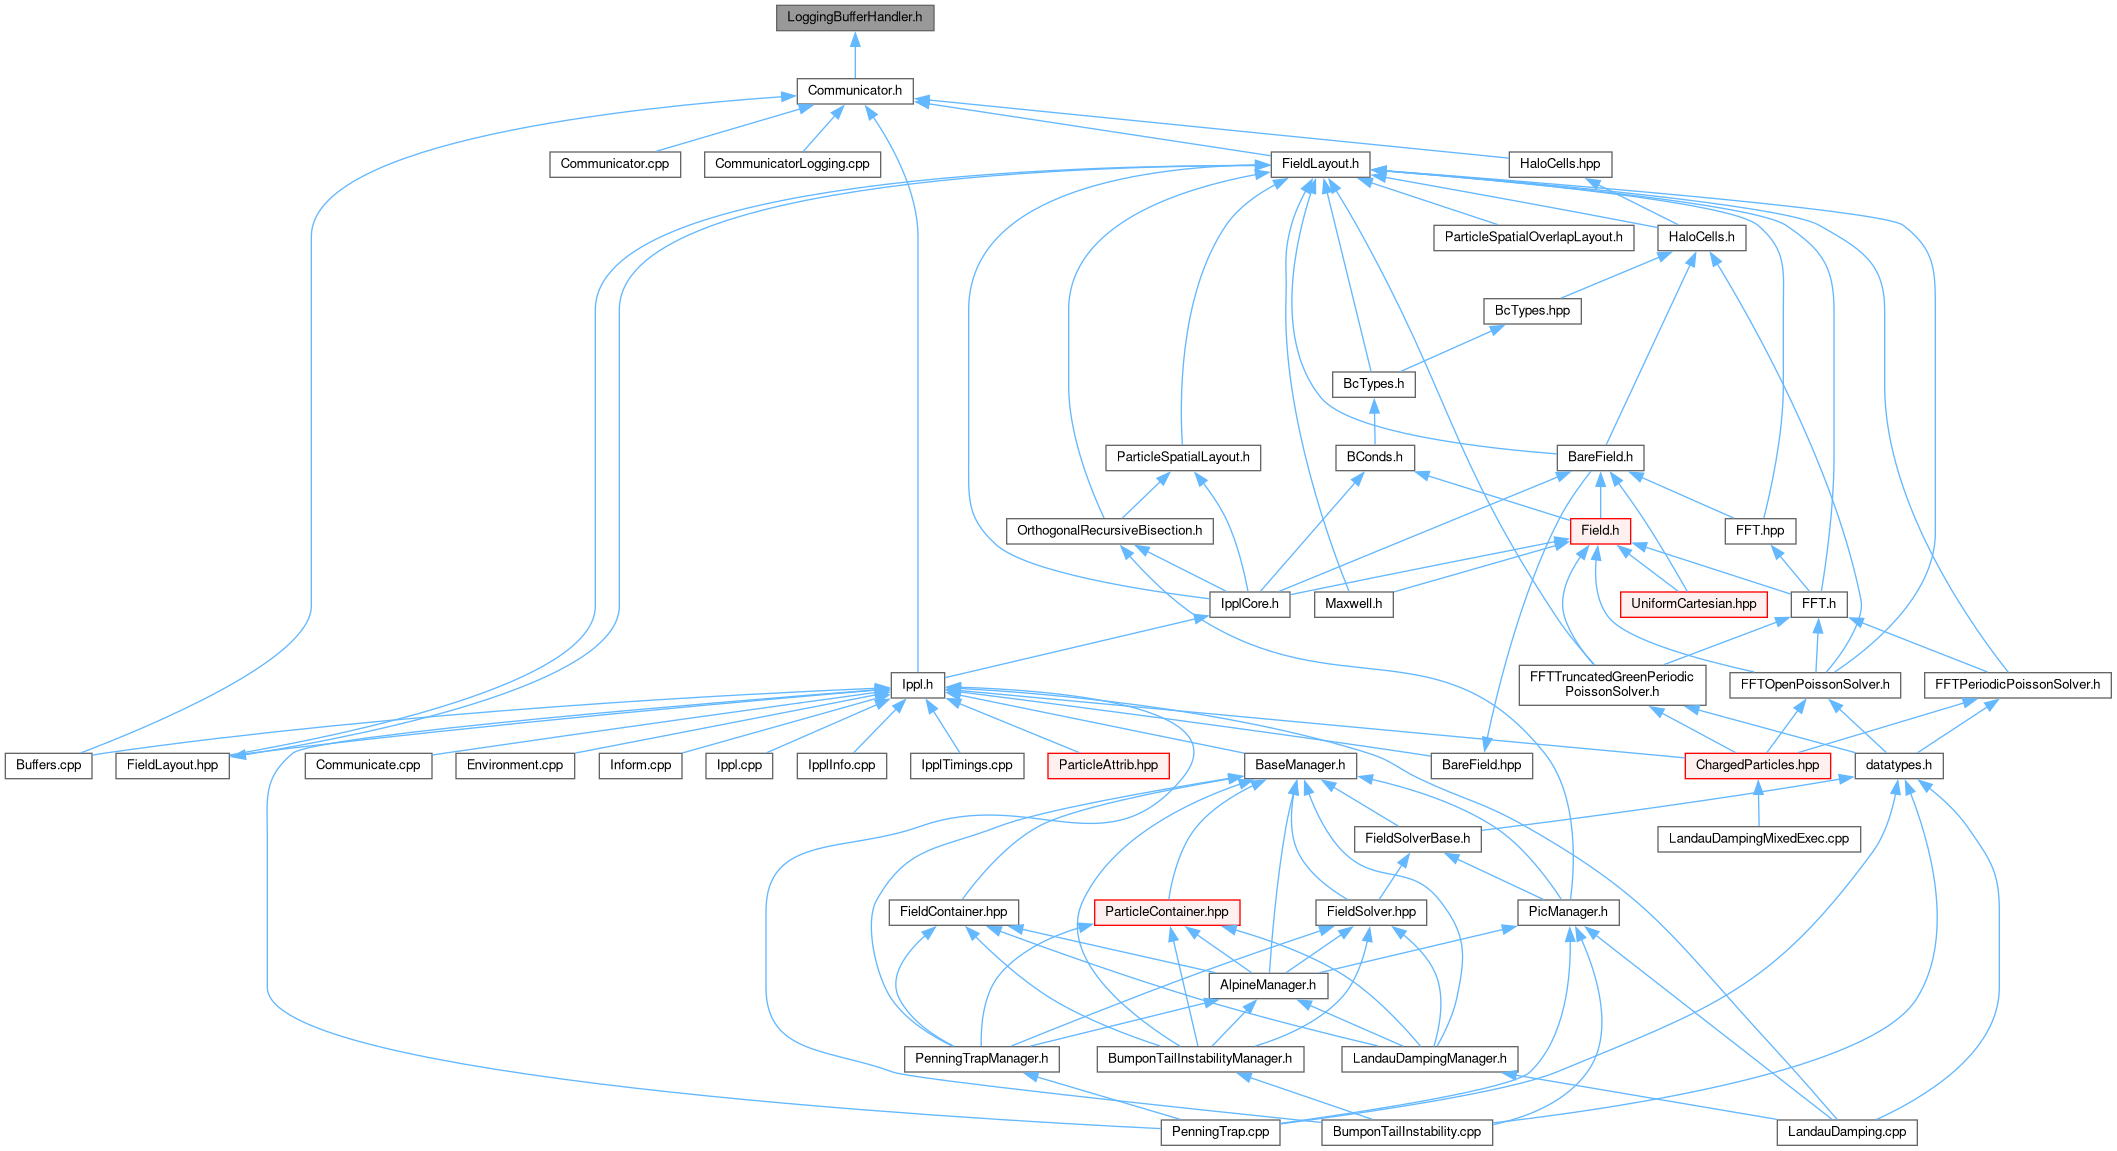 LoggingBufferHandler.h
Communicator.h
Communicator.cpp
CommunicatorLogging.cpp
FieldLayout.h
HaloCells.hpp
ParticleSpatialOverlapLayout.h
HaloCells.h
BcTypes.hpp
BcTypes.h
ParticleSpatialLayout.h
BConds.h
BareField.h
OrthogonalRecursiveBisection.h
Field.h
FFT.hpp
IpplCore.h
Maxwell.h
UniformCartesian.hpp
FFT.h
Ippl.h
FFTTruncatedGreenPeriodic
PoissonSolver.h
FFTOpenPoissonSolver.h
FFTPeriodicPoissonSolver.h
Buffers.cpp
FieldLayout.hpp
Communicate.cpp
Environment.cpp
Inform.cpp
Ippl.cpp
IpplInfo.cpp
IpplTimings.cpp
ParticleAttrib.hpp
BaseManager.h
BareField.hpp
ChargedParticles.hpp
datatypes.h
FieldSolverBase.h
LandauDampingMixedExec.cpp
FieldContainer.hpp
ParticleContainer.hpp
FieldSolver.hpp
PicManager.h
AlpineManager.h
PenningTrapManager.h
BumponTailInstabilityManager.h
LandauDampingManager.h
PenningTrap.cpp
BumponTailInstability.cpp
LandauDamping.cpp